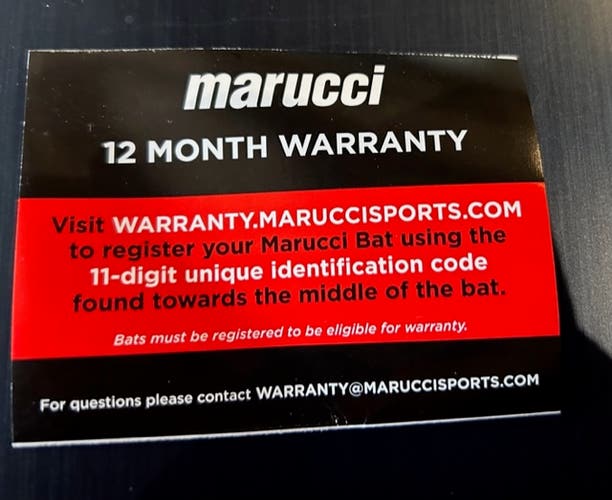 marucci
12 MONTH WARRANTY
Visit WARRANTY.MARUCCISPORTS.COM
to register your Marucci Bat using the
11-digit unique identification code
found towards the middle of the bat.
Bats must be registered to be eligible for warranty.
For questions please contact WARRANTY@MARUCCISPORTS.COM